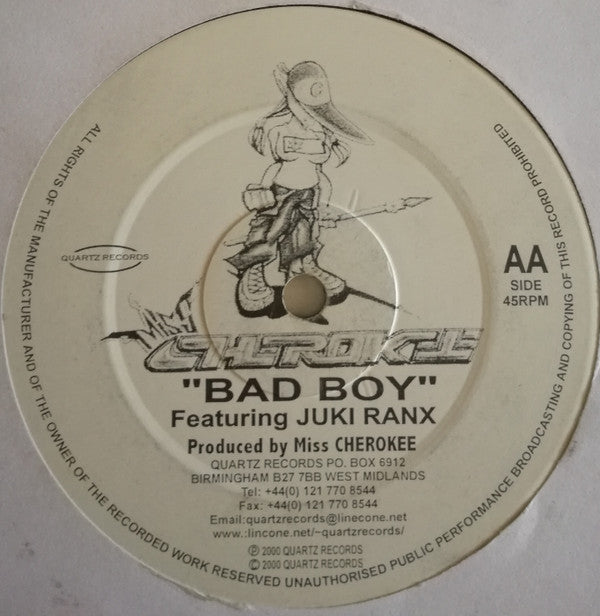 ALL RIGHTS OF THE MANUFACTURER AND OF THE OWNER OF THE RECORDED WORK RESERVED UNAUTHORISED PUBLIC PERFORMANCE BROADCASTING AND COPYING OF THIS RECORD PROHIBITED
C
QUARTZ RECORDS
AA
SIDE
45RPM
MISS
CHEROKEE
"BAD BOY"
Featuring JUKI RANX
Produced by Miss CHEROKEE
QUARTZ RECORDS PO. BOX 6912
BIRMINGHAM B27 7BB WEST MIDLANDS
Tel: +44(0) 121 770 8544
Fax: +44(0) 121 770 8544
Email:quartzrecords@linecone.net
www.:lincone.net/~quartzrecords/
Ⓟ 2000 QUARTZ RECORDS
© 2000 QUARTZ RECORDS